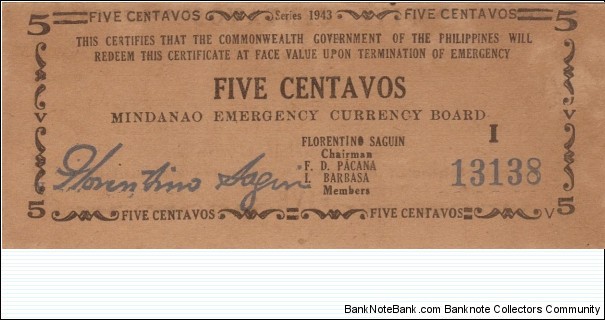 5 FIVE CENTAVOS Series 1943 FIVE CENTAVOS 5
THIS CERTIFIES THAT THE COMMONWEALTH GOVERNMENT OF THE PHILIPPINES WILL
REDEEM THIS CERTIFICATE AT FACE VALUE UPON TERMINATION OF EMERGENCY
FIVE CENTAVOS
V MINDANAO EMERGENCY CURRENCY BOARD V
I
FLORENTINO SAGUIN
Chairman
F. D. PACANA
I. BARBASA
Members
Florentino Saguin
13138
5 FIVE CENTAVOS FIVE CENTAVOS V 5
BankNoteBank.com and Banknote Collectors Community